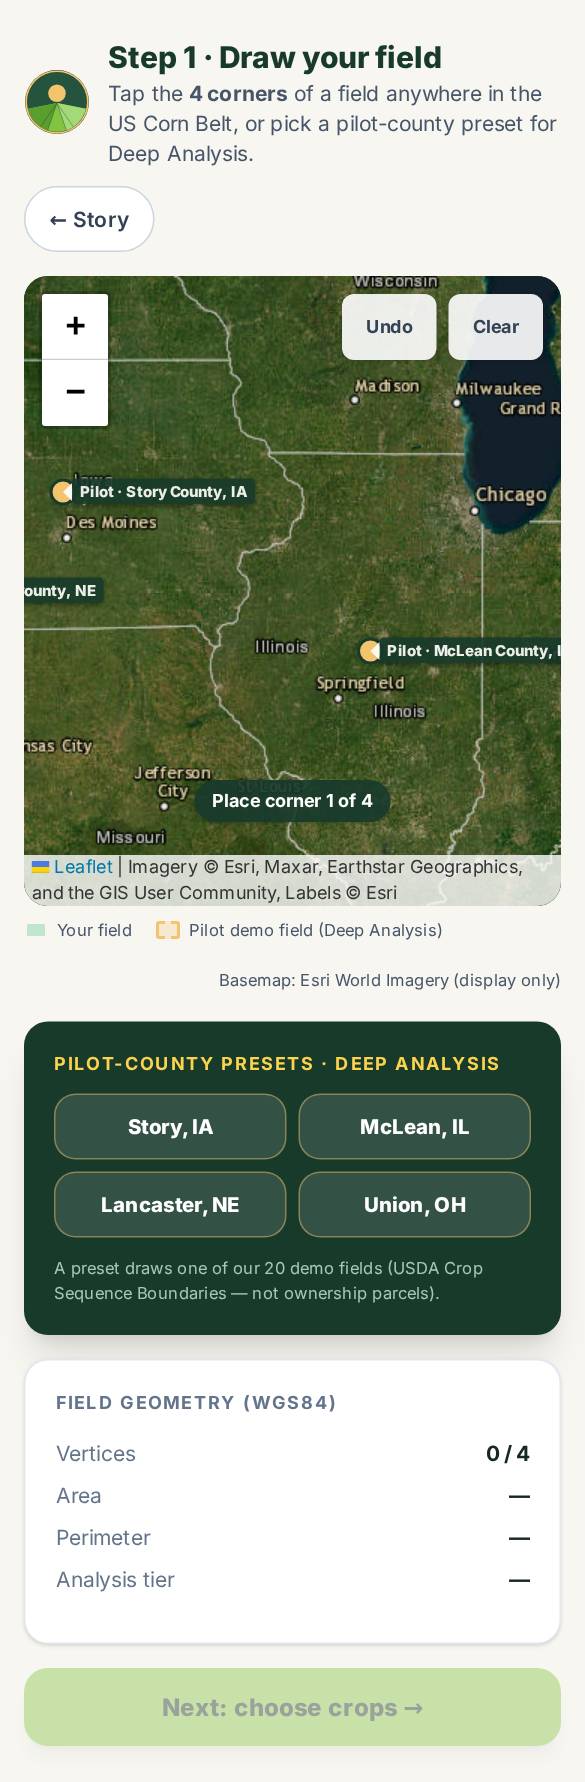 Step 1 · Draw your field
Tap the 4 corners of a field anywhere in the
US Corn Belt, or pick a pilot-county preset for
Deep Analysis.
← Story
Wisconsin
+
Undo
Clear
−
Madison
Milwaukee
Grand R
Pilot · Story County, IA
Chicago
Des Moines
ounty, NE
Illinois
Pilot · McLean County, I
Springfield
Illinois
nsas City
Jefferson
City
Place corner 1 of 4
Missouri
Leaflet | Imagery © Esri, Maxar, Earthstar Geographics,
and the GIS User Community, Labels © Esri
Your field
Pilot demo field (Deep Analysis)
Basemap: Esri World Imagery (display only)
PILOT-COUNTY PRESETS · DEEP ANALYSIS
Story, IA
McLean, IL
Lancaster, NE
Union, OH
A preset draws one of our 20 demo fields (USDA Crop
Sequence Boundaries — not ownership parcels).
FIELD GEOMETRY (WGS84)
Vertices 0 / 4
Area —
Perimeter —
Analysis tier —
Next: choose crops →